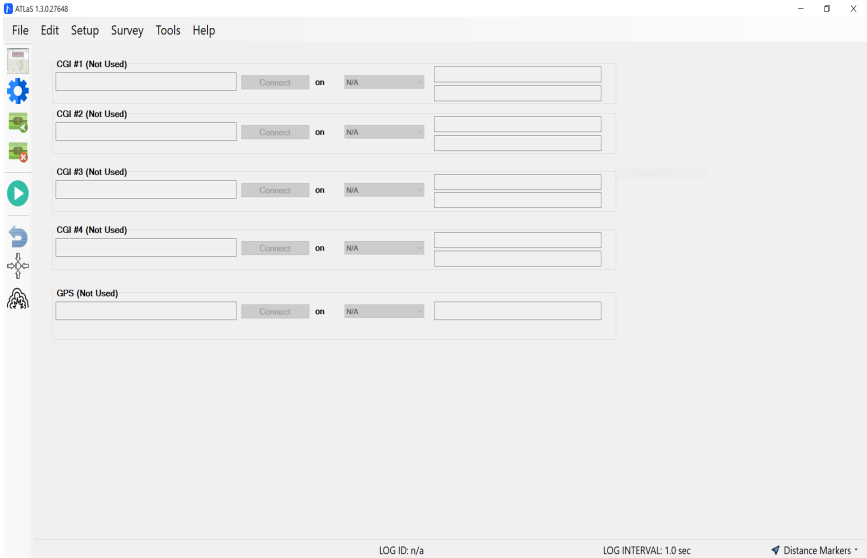 ATLaS 1.3.0.27648
File Edit Setup Survey Tools Help
CGI #1 (Not Used)
Connect on N/A
CGI #2 (Not Used)
Connect on N/A
CGI #3 (Not Used)
Connect on N/A
CGI #4 (Not Used)
Connect on N/A
GPS (Not Used)
Connect on N/A
LOG ID: n/a LOG INTERVAL: 1.0 sec Distance Markers